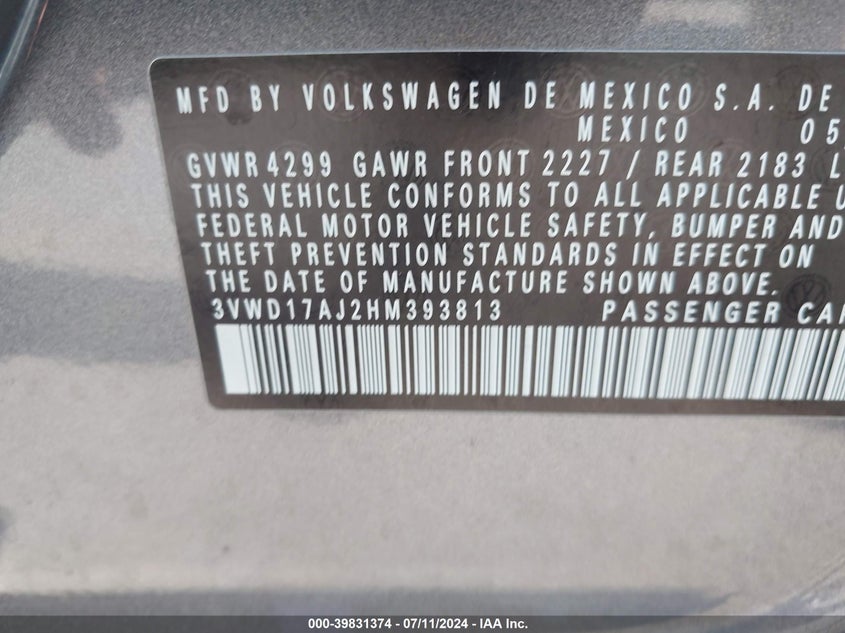 MFD BY VOLKSWAGEN DE MEXICO S.A. DE
MEXICO 05
GVWR 4299 GAWR FRONT 2227 / REAR 2183 L
THIS VEHICLE CONFORMS TO ALL APPLICABLE U
FEDERAL MOTOR VEHICLE SAFETY, BUMPER AND
THEFT PREVENTION STANDARDS IN EFFECT ON
THE DATE OF MANUFACTURE SHOWN ABOVE.
3VWD17AJ2HM393813 PASSENGER CAR
000-39831374 - 07/11/2024 - IAA Inc.